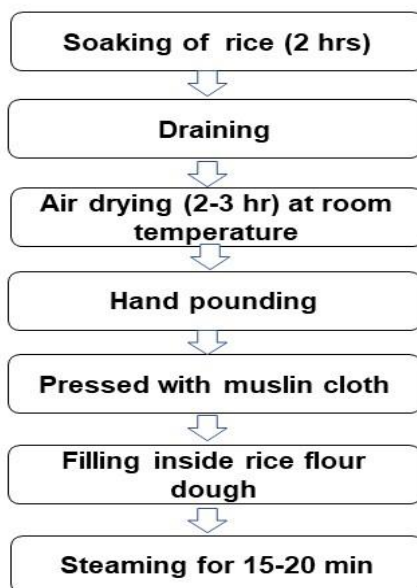 Soaking of rice (2 hrs)
Draining
Air drying (2-3 hr) at room
temperature
Hand pounding
Pressed with muslin cloth
Filling inside rice flour
dough
Steaming for 15-20 min